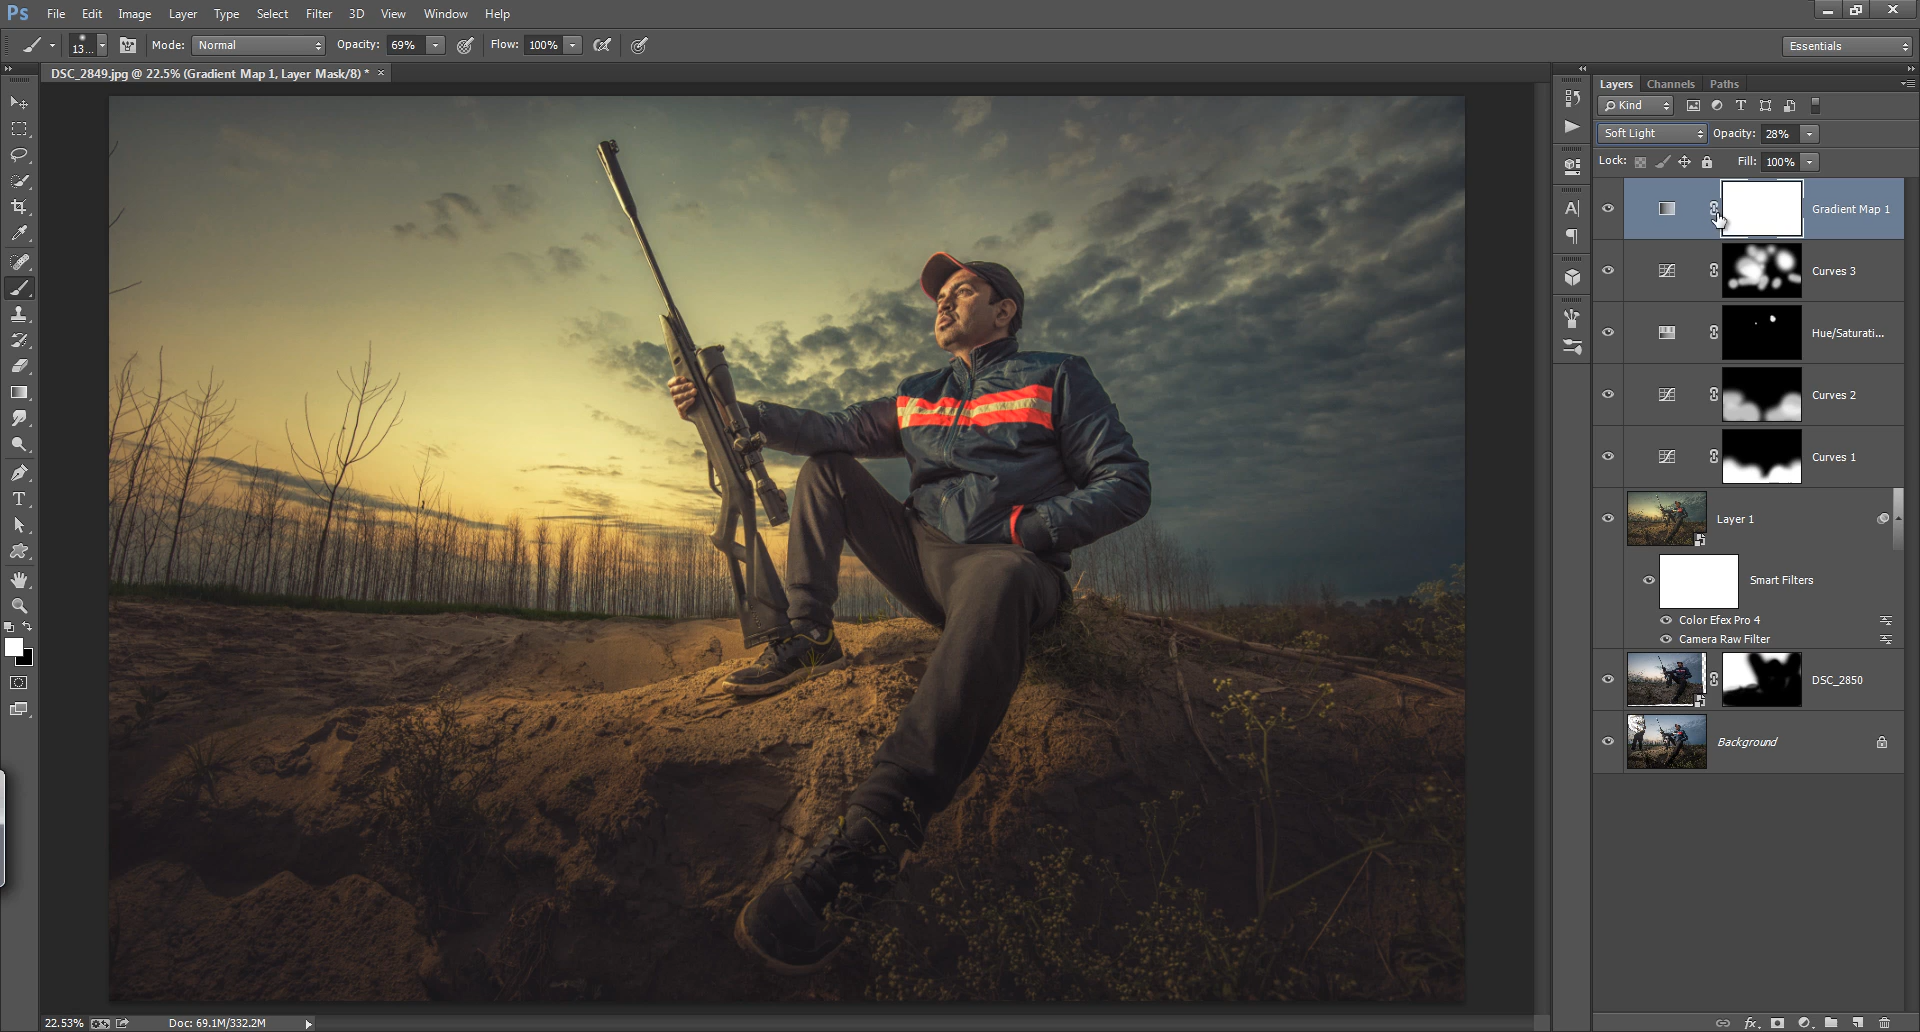 Ps File Edit Image Layer Type Select Filter 3D View Window Help
13... Mode: Normal Opacity: 69% Flow: 100% Essentials
DSC_2849.jpg @ 22.5% (Gradient Map 1, Layer Mask/8) * ×
Layers Channels Paths
Kind
Soft Light Opacity: 28%
Lock: Fill: 100%
Gradient Map 1
Curves 3
Hue/Saturati...
Curves 2
Curves 1
Layer 1
Smart Filters
Color Efex Pro 4
Camera Raw Filter
DSC_2850
Background
22.53% Doc: 69.1M/332.2M